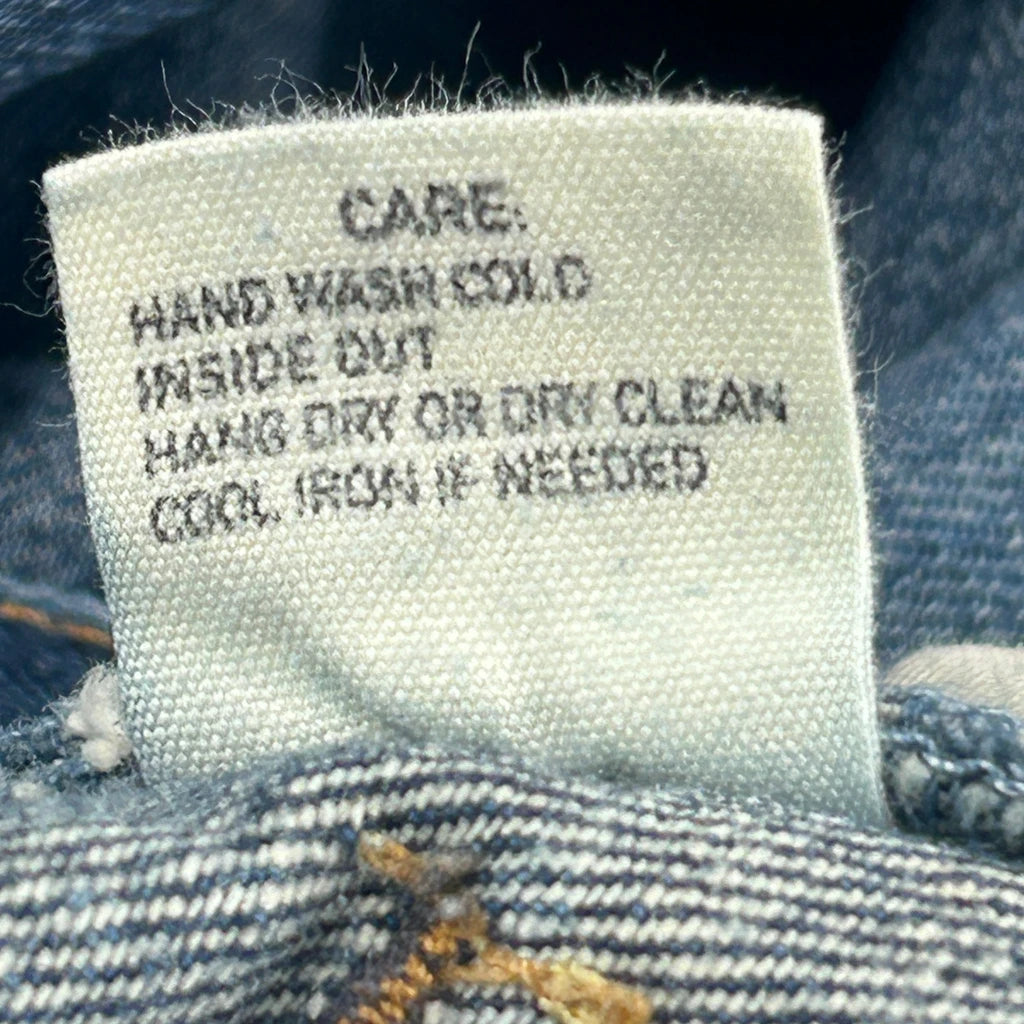 CARE:
HAND WASH COLD
INSIDE OUT
HANG DRY OR DRY CLEAN
COOL IRON IF NEEDED